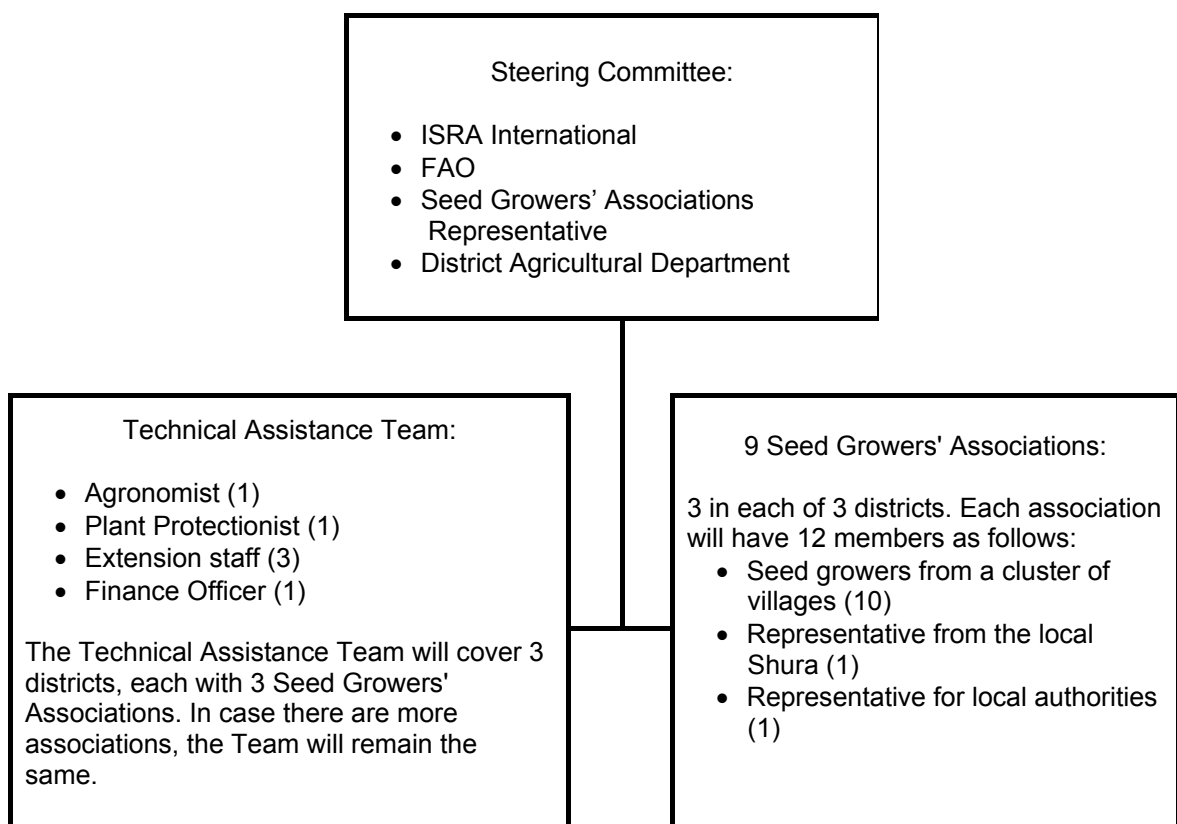 Steering Committee:
• ISRA International
• FAO
• Seed Growers’ Associations
Representative
• District Agricultural Department
Technical Assistance Team:
• Agronomist (1)
• Plant Protectionist (1)
• Extension staff (3)
• Finance Officer (1)
The Technical Assistance Team will cover 3
districts, each with 3 Seed Growers'
Associations. In case there are more
associations, the Team will remain the
same.
9 Seed Growers' Associations:
3 in each of 3 districts. Each association
will have 12 members as follows:
• Seed growers from a cluster of
villages (10)
• Representative from the local
Shura (1)
• Representative for local authorities
(1)